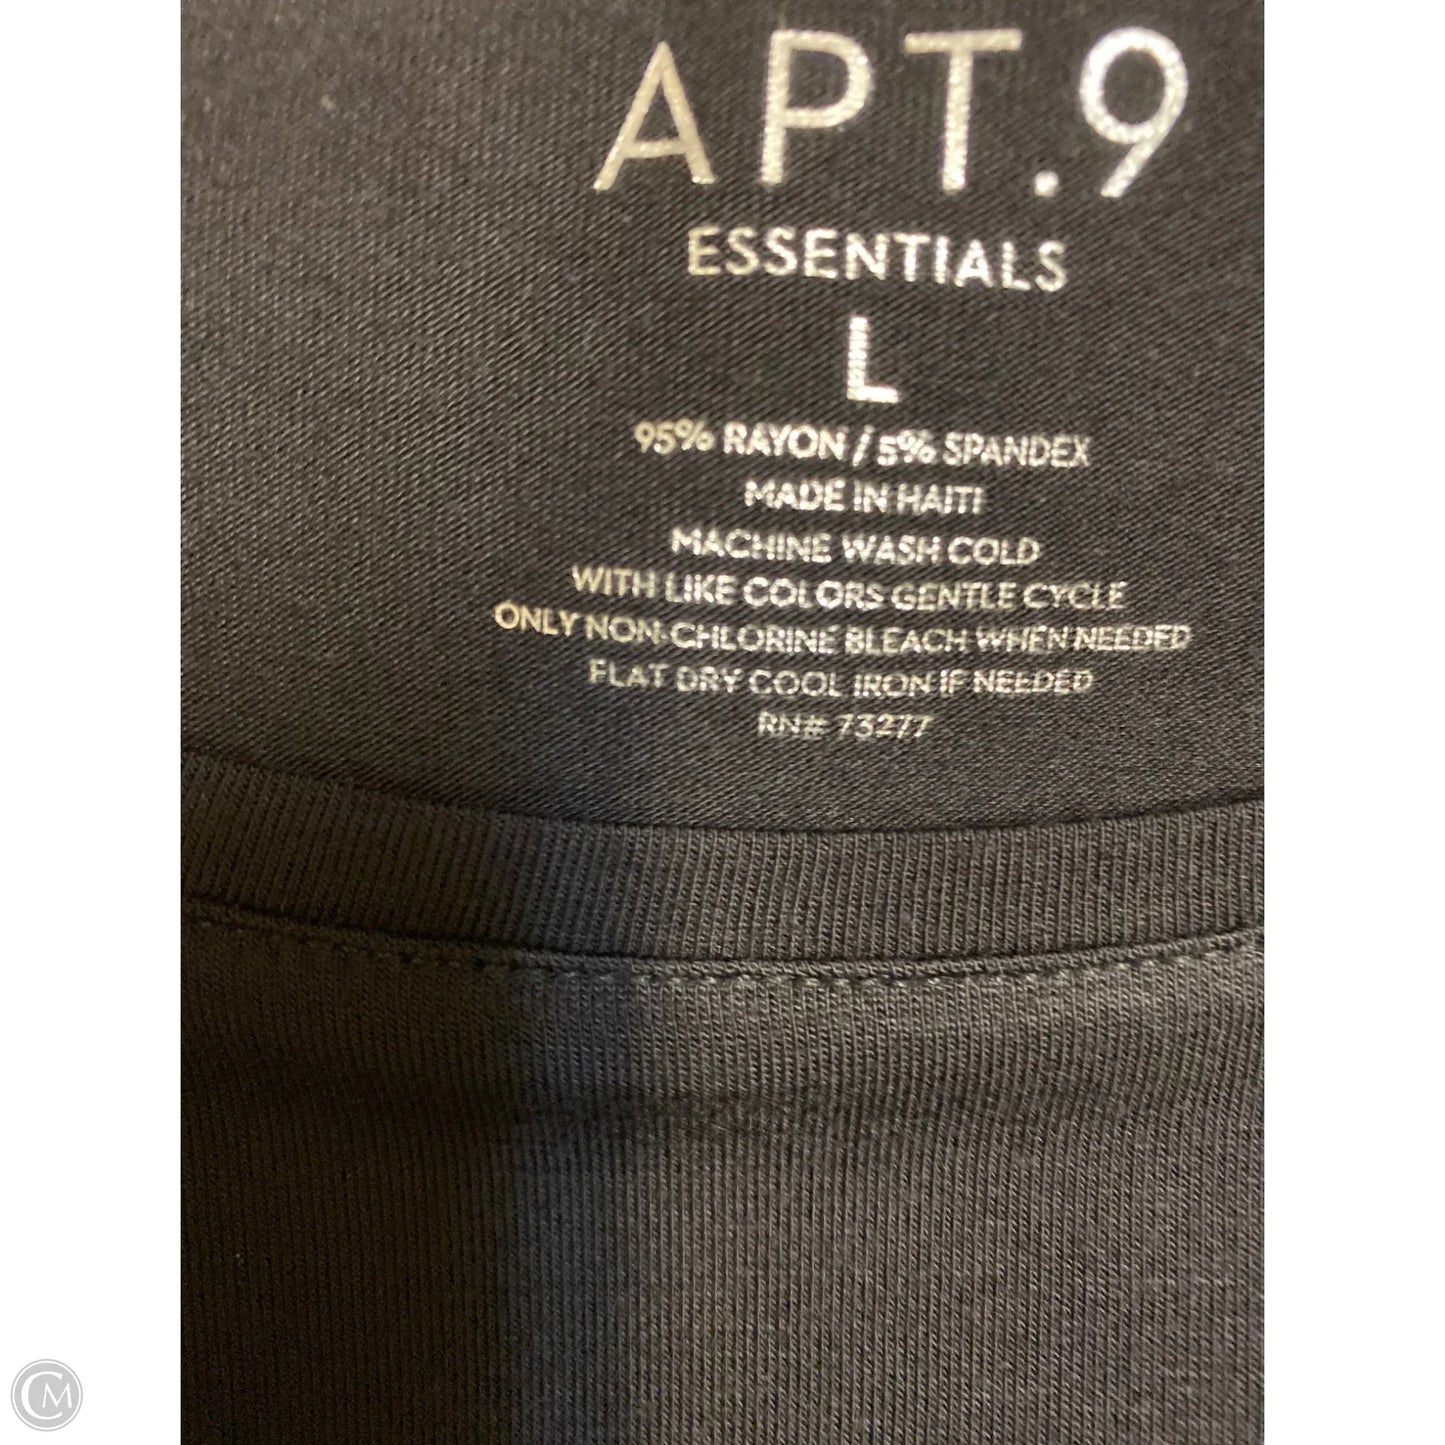 APT.9
ESSENTIALS
L
95% RAYON / 5% SPANDEX
MADE IN HAITI
MACHINE WASH COLD
WITH LIKE COLORS GENTLE CYCLE
ONLY NON-CHLORINE BLEACH WHEN NEEDED
FLAT DRY COOL IRON IF NEEDED
RN# 73277
CM